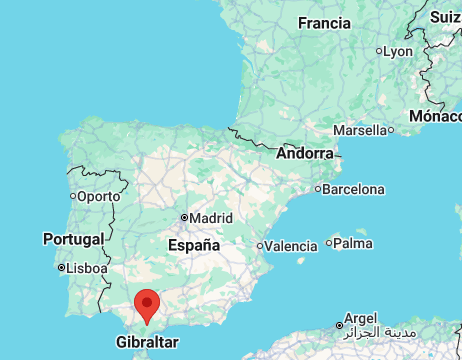 Francia
Suiz
Lyon
Mónaco
Marsella
Andorra
Barcelona
Oporto
Madrid
Portugal
España
Valencia
Palma
Lisboa
Argel
مدينة الجزائر
Gibraltar